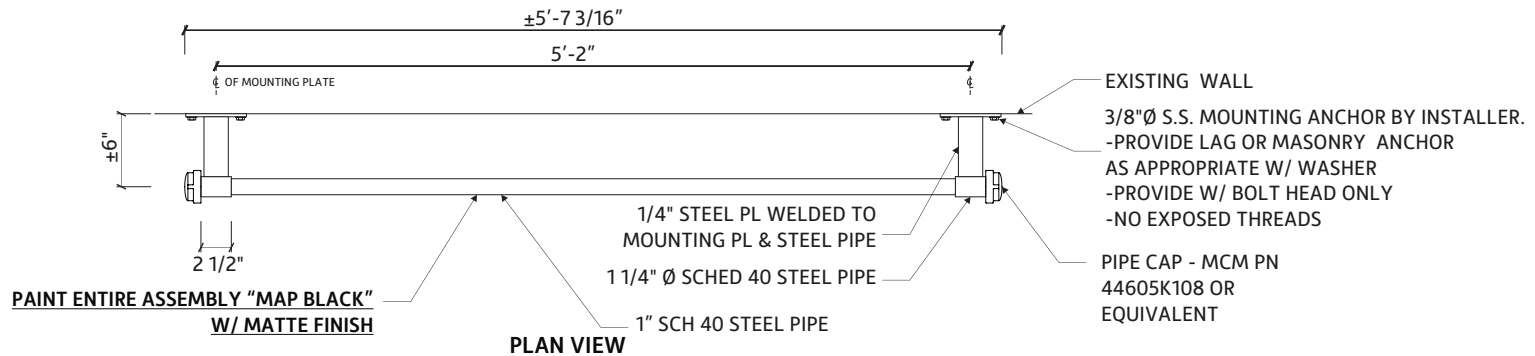 ±5'-7 3/16"
5'-2"
℄ OF MOUNTING PLATE
℄
±6"
2 1/2"
EXISTING WALL
3/8"Ø S.S. MOUNTING ANCHOR BY INSTALLER.
-PROVIDE LAG OR MASONRY ANCHOR
AS APPROPRIATE W/ WASHER
-PROVIDE W/ BOLT HEAD ONLY
-NO EXPOSED THREADS
1/4" STEEL PL WELDED TO
MOUNTING PL & STEEL PIPE
1 1/4" Ø SCHED 40 STEEL PIPE
PIPE CAP - MCM PN
44605K108 OR
EQUIVALENT
PAINT ENTIRE ASSEMBLY “MAP BLACK”
W/ MATTE FINISH
1” SCH 40 STEEL PIPE
PLAN VIEW